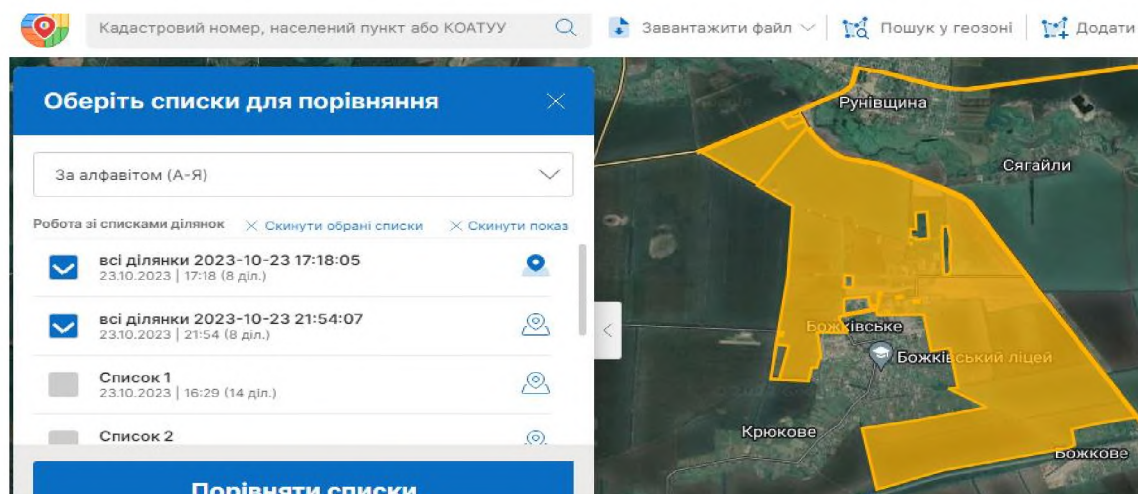 Кадастровий номер, населений пункт або КОАТУУ
Завантажити файл
Пошук у геозоні
Додати
Оберіть списки для порівняння
За алфавітом (А-Я)
Робота зі списками ділянок
Скинути обрані списки
Скинути показ
всі ділянки 2023-10-23 17:18:05
23.10.2023 | 17:18 (8 діл.)
всі ділянки 2023-10-23 21:54:07
23.10.2023 | 21:54 (8 діл.)
Список 1
23.10.2023 | 16:29 (14 діл.)
Список 2
Порівняти списки
Рунівщина
Сягайли
Божківське
Божківський ліцей
Крюкове
Божкове